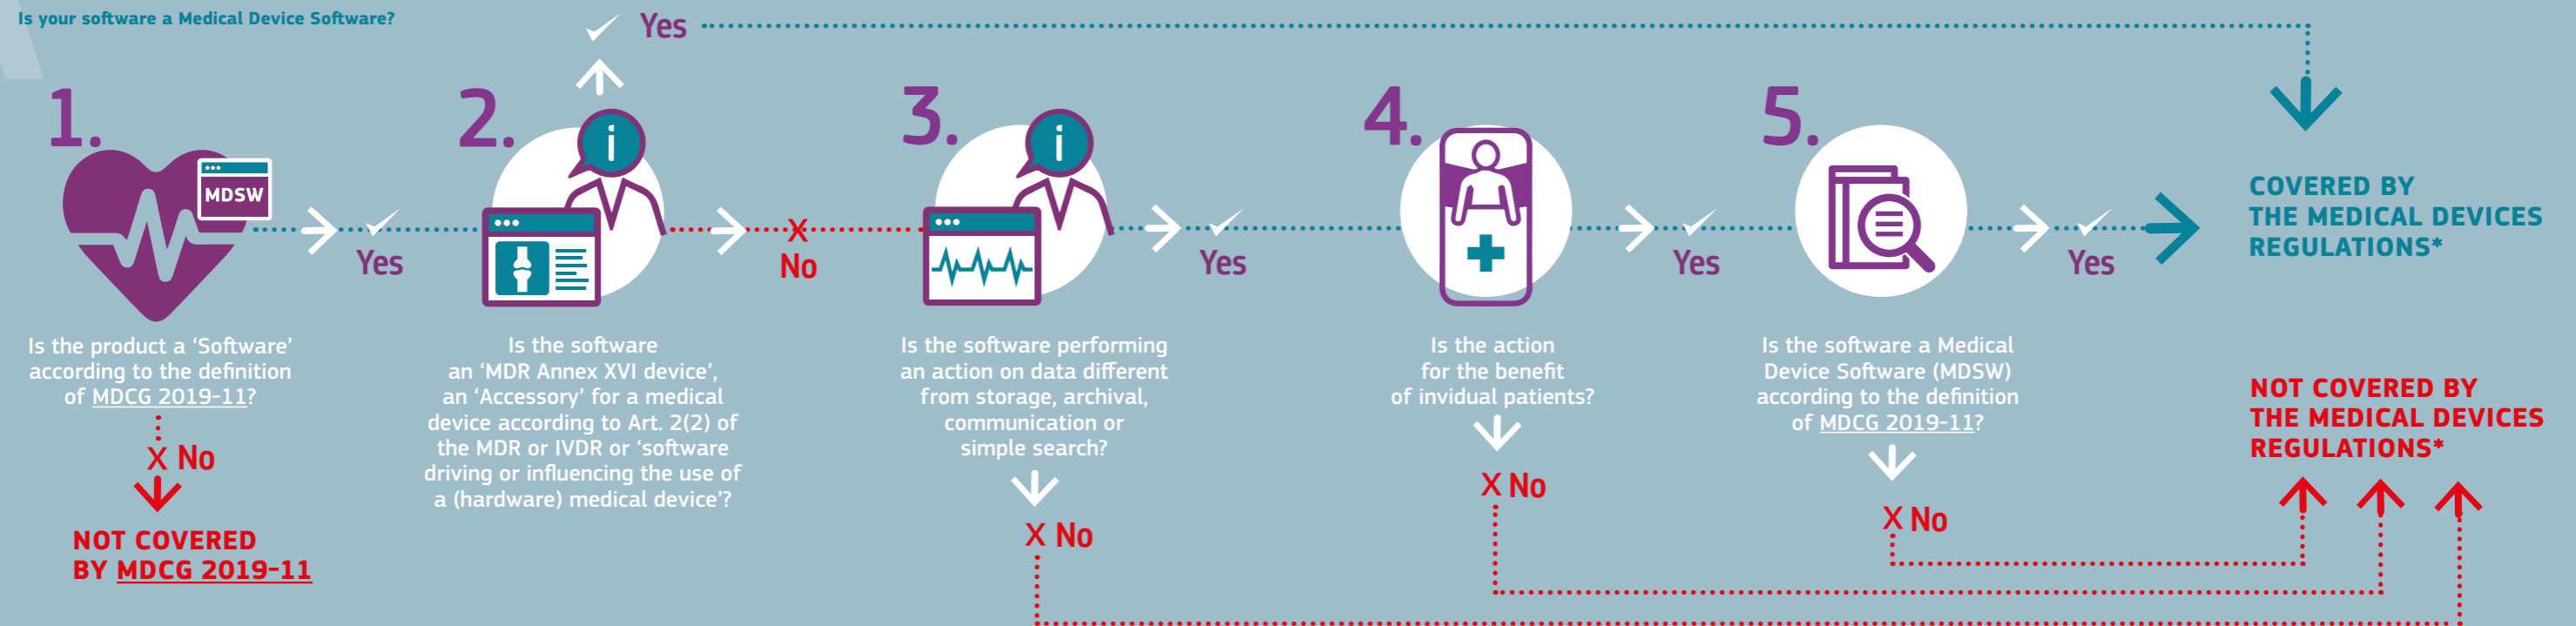 Is your software a Medical Device Software?
Yes
1.
MDSW
Yes
Is the product a ‘Software’
according to the definition
of MDCG 2019-11?
X No
NOT COVERED
BY MDCG 2019-11
2.
i
X
No
Is the software
an ‘MDR Annex XVI device’,
an ‘Accessory’ for a medical
device according to Art. 2(2) of
the MDR or IVDR or ‘software
driving or influencing the use of
a (hardware) medical device’?
3.
i
Yes
Is the software performing
an action on data different
from storage, archival,
communication or
simple search?
X No
4.
Yes
Is the action
for the benefit
of invidual patients?
X No
5.
Yes
Is the software a Medical
Device Software (MDSW)
according to the definition
of MDCG 2019-11?
X No
COVERED BY
THE MEDICAL DEVICES
REGULATIONS*
NOT COVERED BY
THE MEDICAL DEVICES
REGULATIONS*